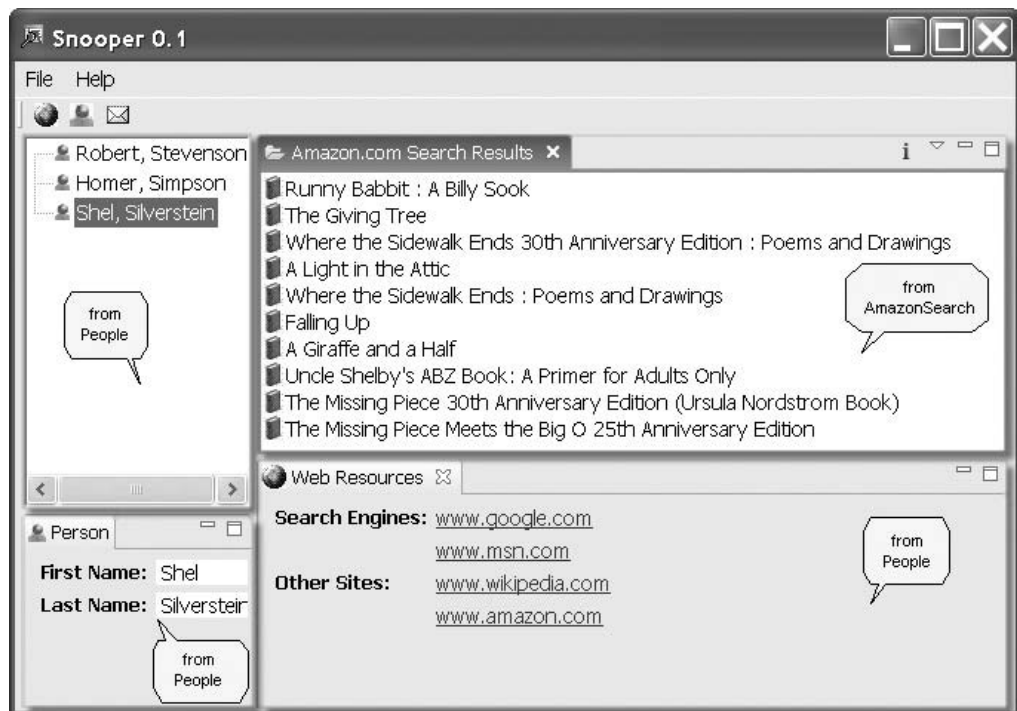 Snooper 0.1
File Help
Robert, Stevenson
Homer, Simpson
Shel, Silverstein
from
People
Amazon.com Search Results
i
Runny Babbit : A Billy Sook
The Giving Tree
Where the Sidewalk Ends 30th Anniversary Edition : Poems and Drawings
A Light in the Attic
Where the Sidewalk Ends : Poems and Drawings
Falling Up
A Giraffe and a Half
Uncle Shelby's ABZ Book: A Primer for Adults Only
The Missing Piece 30th Anniversary Edition (Ursula Nordstrom Book)
The Missing Piece Meets the Big O 25th Anniversary Edition
from
AmazonSearch
Person
First Name: Shel
Last Name: Silverstein
from
People
Web Resources
Search Engines: www.google.com
www.msn.com
Other Sites: www.wikipedia.com
www.amazon.com
from
People